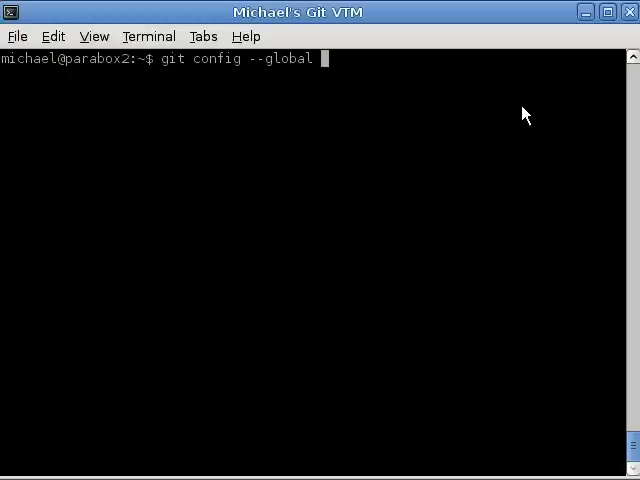 Michael's Git VTM
File Edit View Terminal Tabs Help
michael@parabox2:~$ git config --global